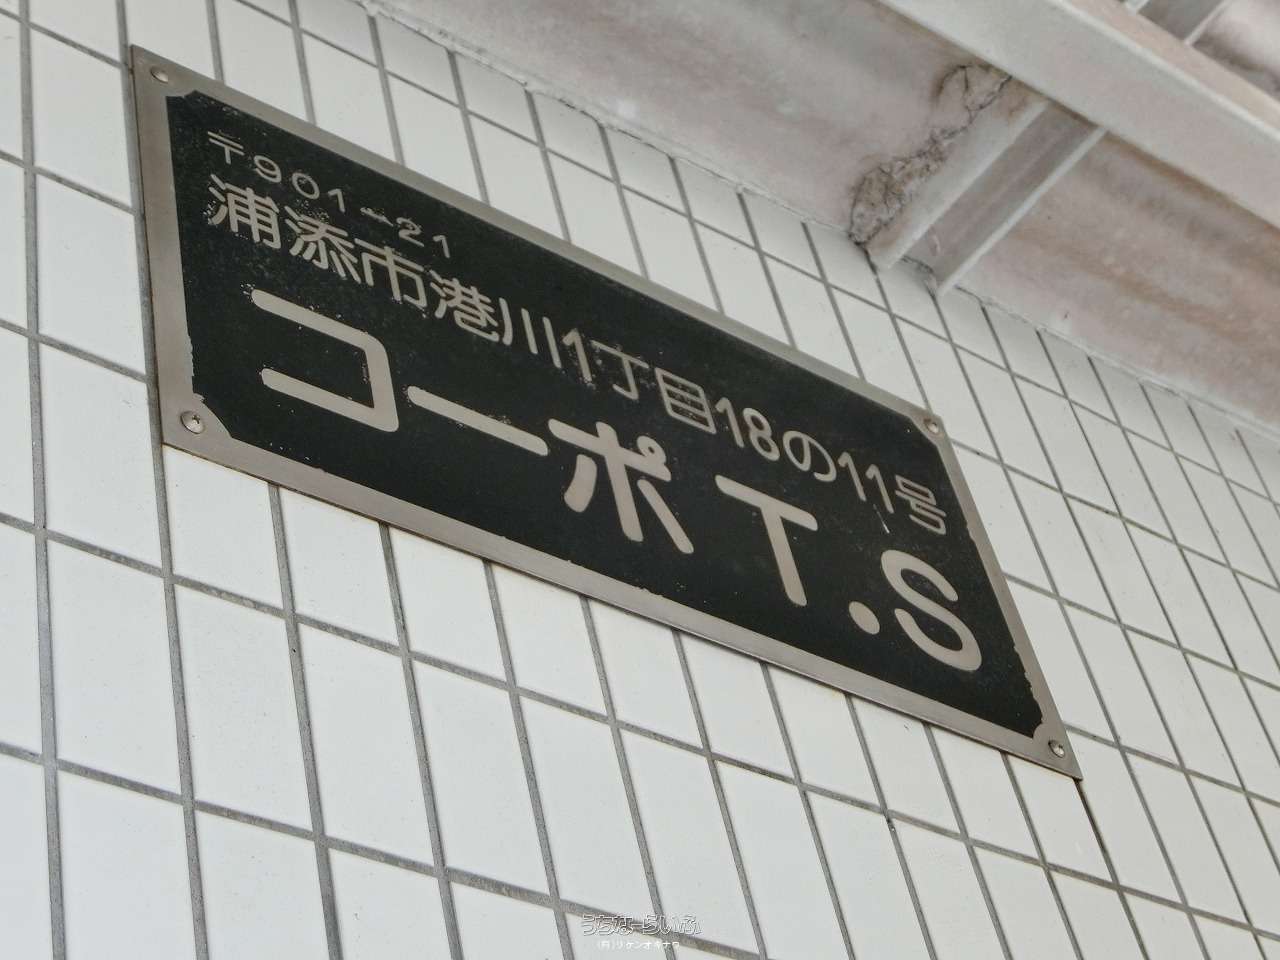 〒901-21
浦添市港川1丁目18の11号
コーポ T.S
うちなーらいふ
(有)リケンオキナワ